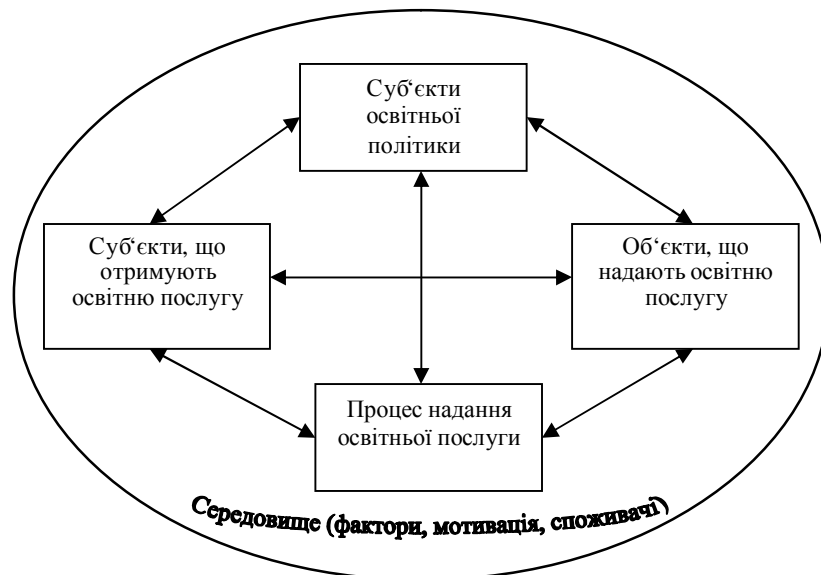 Суб‘єкти
освітньої
політики
Суб‘єкти, що
отримують
освітню послугу
Об‘єкти, що
надають освітню
послугу
Процес надання
освітньої послуги
Середовище (фактори, мотивація, споживачі)